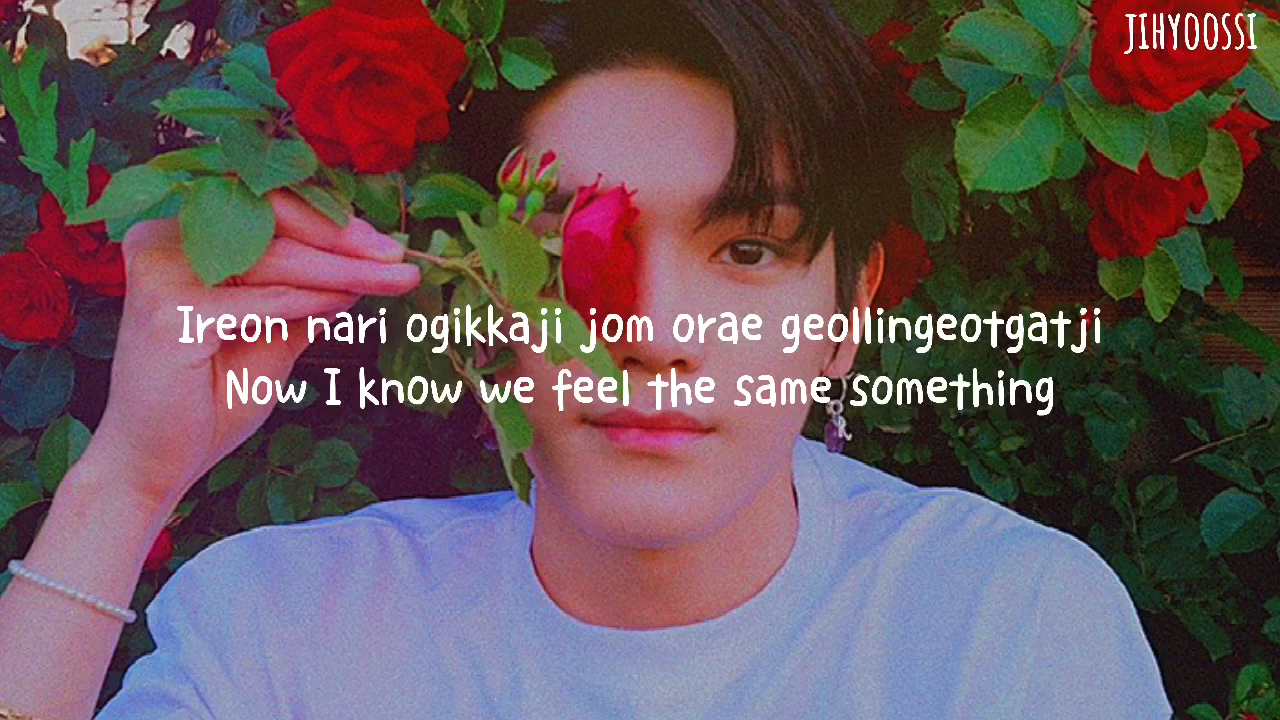 JIHYOOSSI
Ireon nari ogikkaji jom orae geollingeotgatji
Now I know we feel the same something